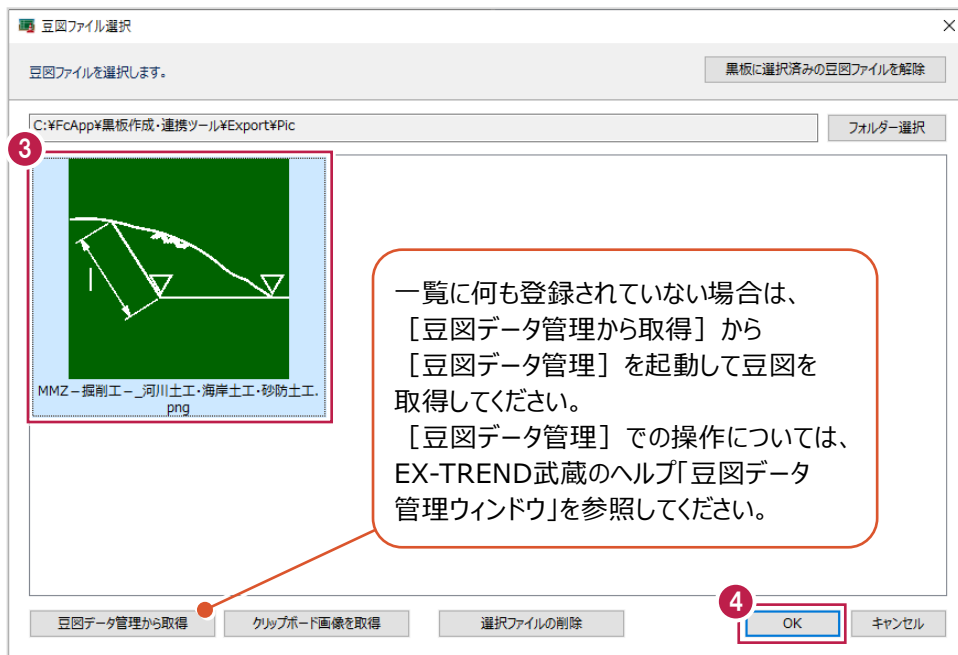 豆図ファイル選択
豆図ファイルを選択します。
黒板に選択済みの豆図ファイルを解除
C:¥FcApp¥黒板作成・連携ツール¥Export¥Pic
フォルダー選択
3
MMZ－掘削工－_河川土工・海岸土工・砂防土工.
png
一覧に何も登録されていない場合は、
［豆図データ管理から取得］から
［豆図データ管理］を起動して豆図を
取得してください。
［豆図データ管理］での操作については、
EX-TREND武蔵のヘルプ「豆図データ
管理ウィンドウ」を参照してください。
4
豆図データ管理から取得
クリップボード画像を取得
選択ファイルの削除
OK
キャンセル